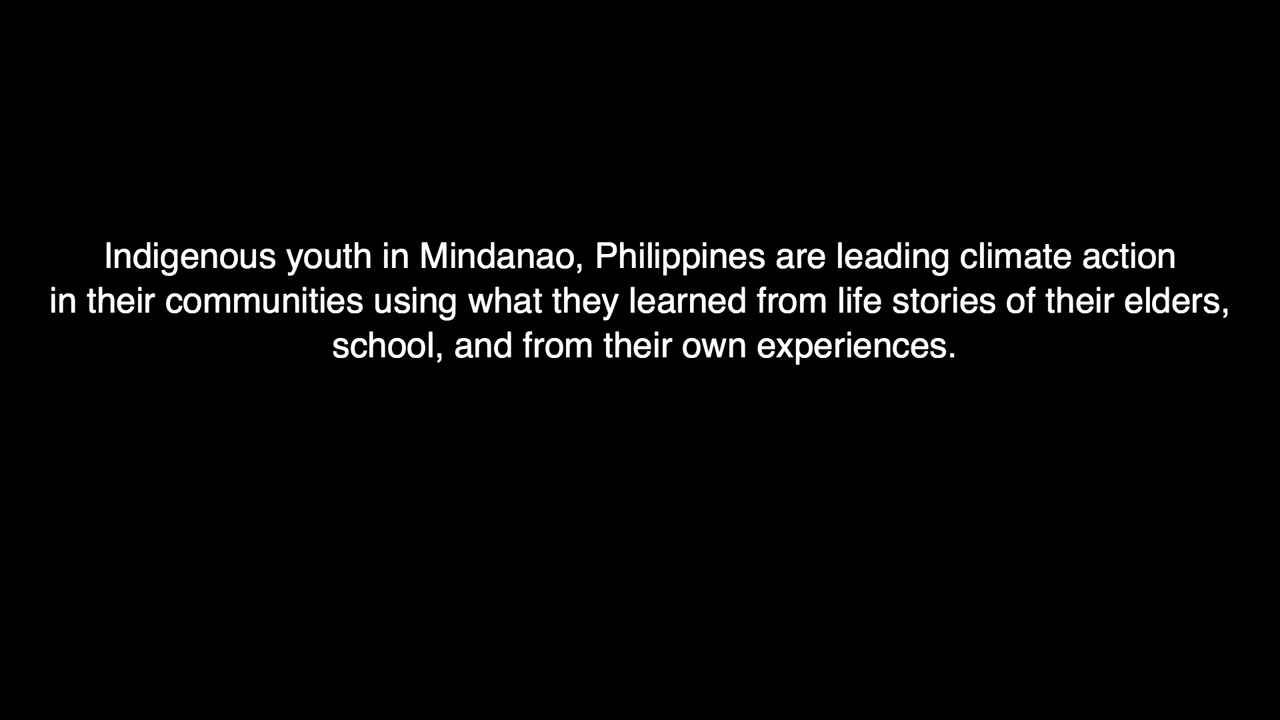 Indigenous youth in Mindanao, Philippines are leading climate action
in their communities using what they learned from life stories of their elders,
school, and from their own experiences.